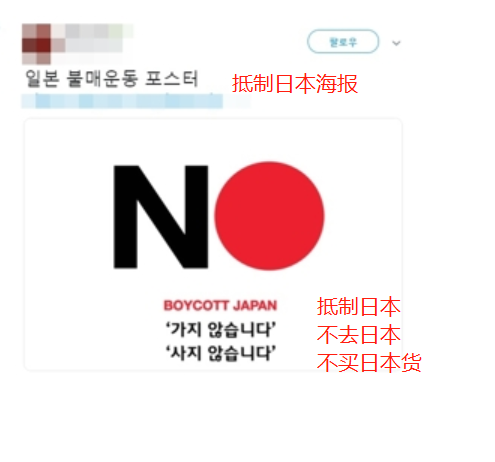 팔로우
일본 불매운동 포스터
抵制日本海报
NO
BOYCOTT JAPAN
抵制日本
‘가지 않습니다’
不去日本
‘사지 않습니다’
不买日本货